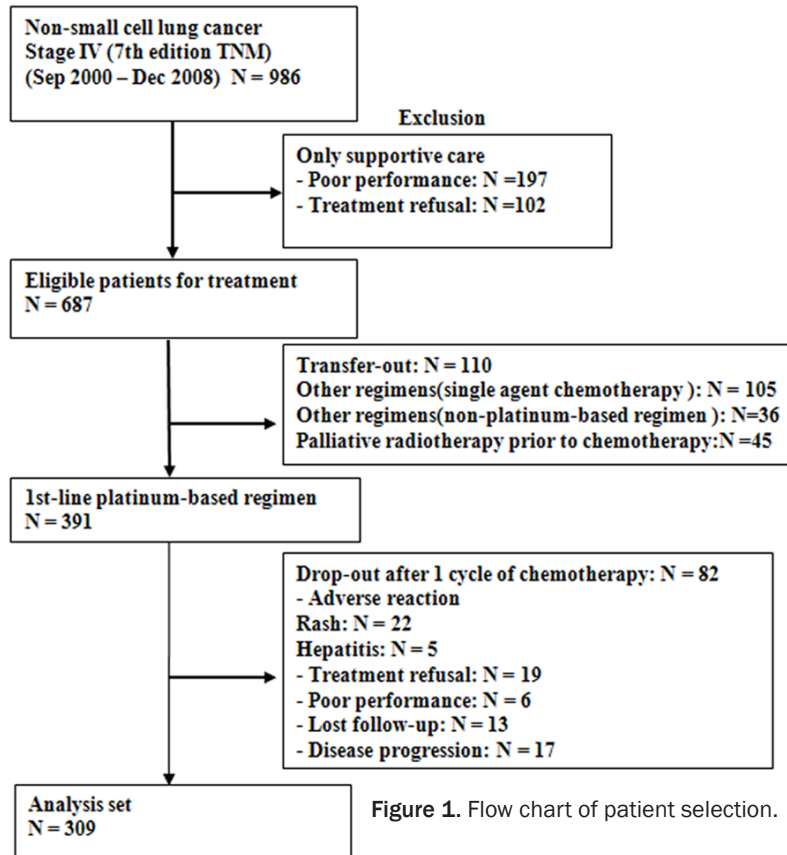 Non-small cell lung cancer
Stage IV (7th edition TNM)
(Sep 2000 – Dec 2008) N = 986
Exclusion
Only supportive care
- Poor performance: N =197
- Treatment refusal: N =102
Eligible patients for treatment
N = 687
Transfer-out: N = 110
Other regimens(single agent chemotherapy ): N = 105
Other regimens(non-platinum-based regimen ): N=36
Palliative radiotherapy prior to chemotherapy:N =45
1st-line platinum-based regimen
N = 391
Drop-out after 1 cycle of chemotherapy: N = 82
- Adverse reaction
Rash: N = 22
Hepatitis: N = 5
- Treatment refusal: N = 19
- Poor performance: N = 6
- Lost follow-up: N = 13
- Disease progression: N = 17
Analysis set
N = 309
Figure 1. Flow chart of patient selection.